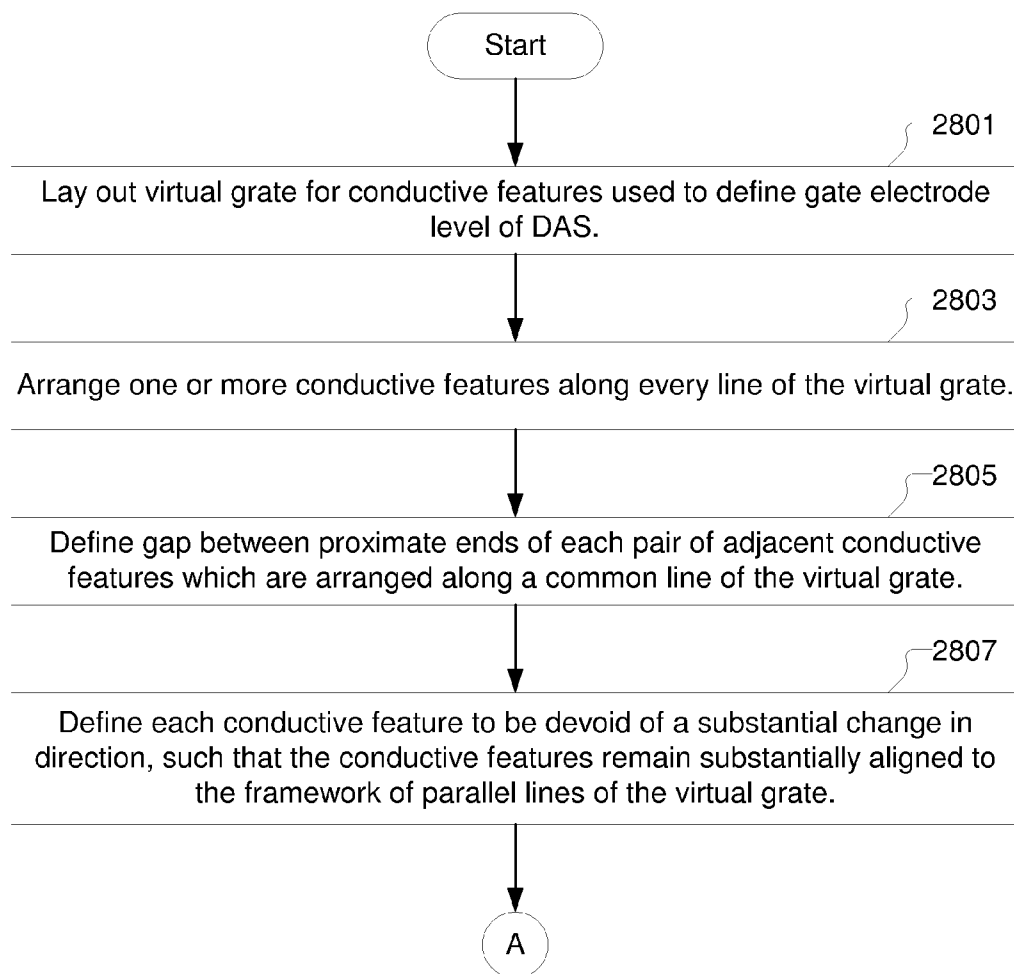 Start
2801
Lay out virtual grate for conductive features used to define gate electrode
level of DAS.
2803
Arrange one or more conductive features along every line of the virtual grate.
2805
Define gap between proximate ends of each pair of adjacent conductive
features which are arranged along a common line of the virtual grate.
2807
Define each conductive feature to be devoid of a substantial change in
direction, such that the conductive features remain substantially aligned to
the framework of parallel lines of the virtual grate.
A